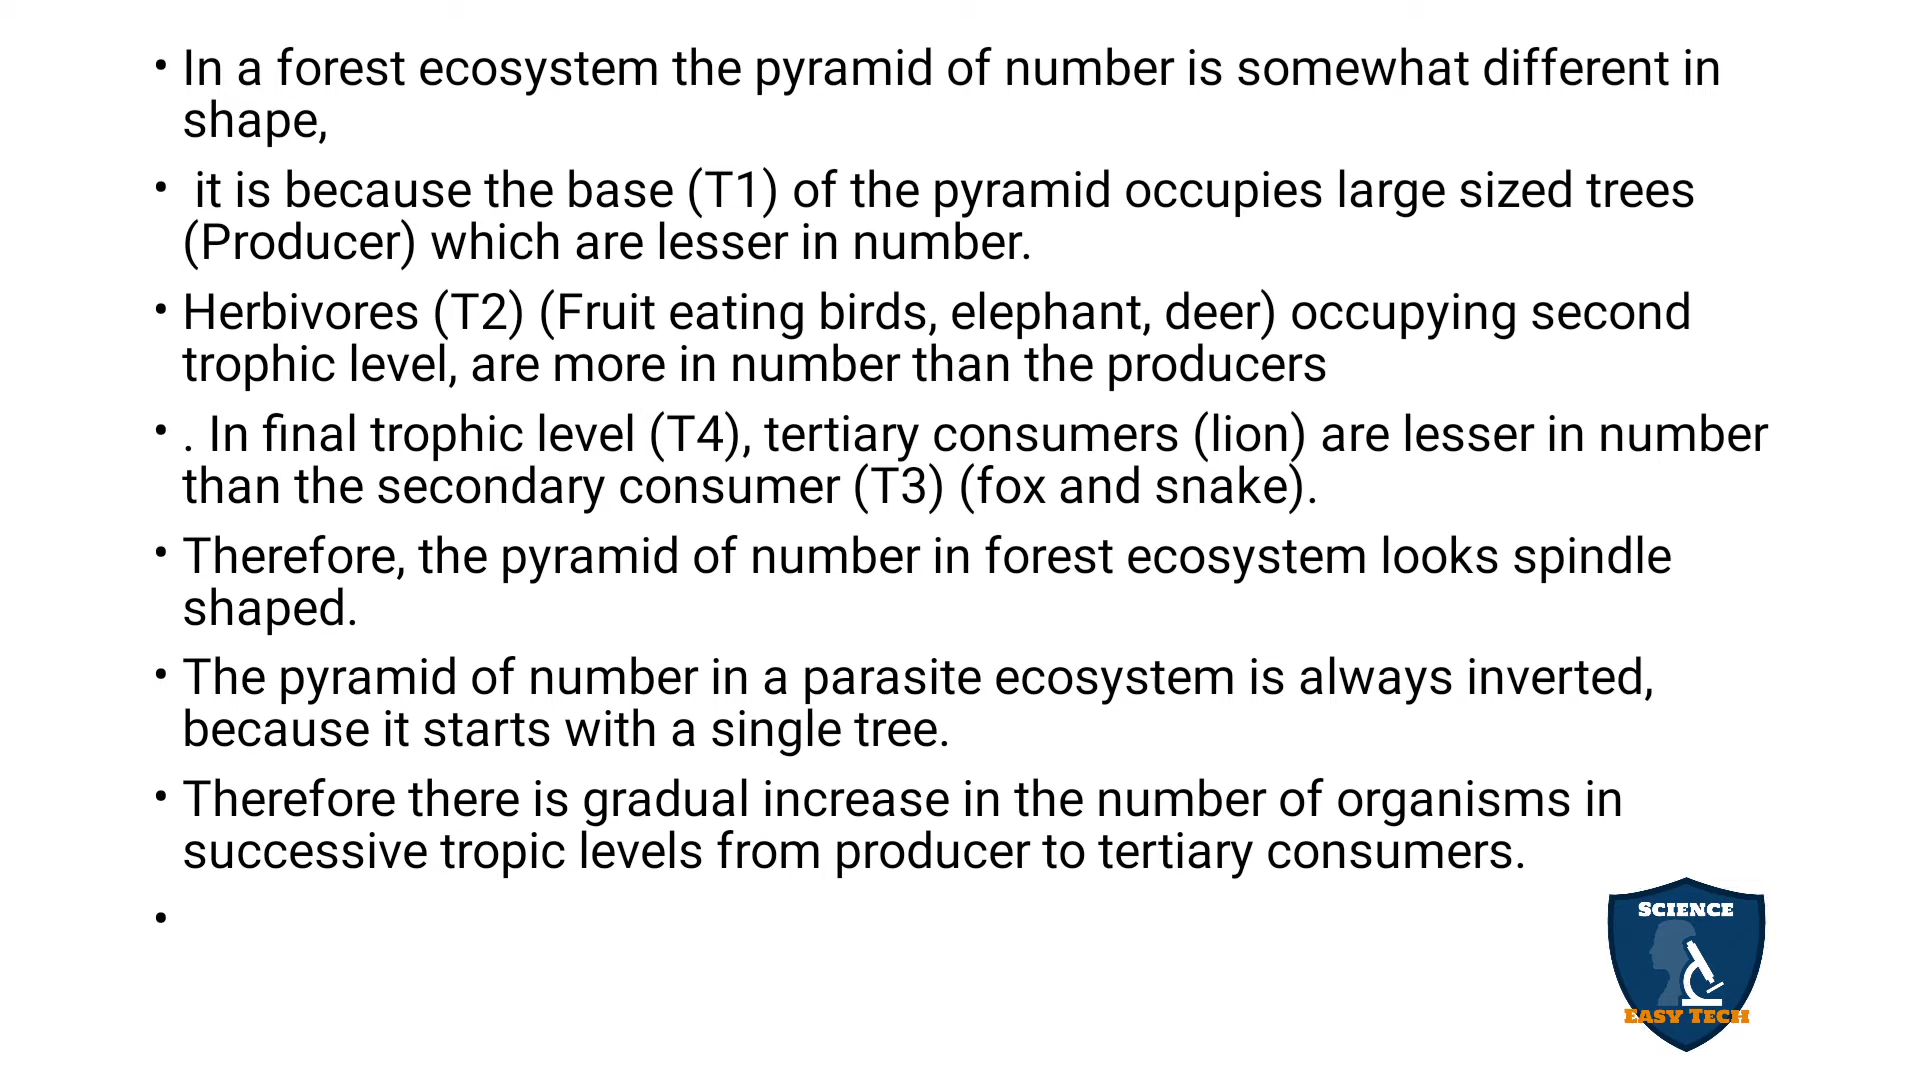 • In a forest ecosystem the pyramid of number is somewhat different in
shape,
• it is because the base (T1) of the pyramid occupies large sized trees
(Producer) which are lesser in number.
• Herbivores (T2) (Fruit eating birds, elephant, deer) occupying second
trophic level, are more in number than the producers
• . In final trophic level (T4), tertiary consumers (lion) are lesser in number
than the secondary consumer (T3) (fox and snake).
• Therefore, the pyramid of number in forest ecosystem looks spindle
shaped.
• The pyramid of number in a parasite ecosystem is always inverted,
because it starts with a single tree.
• Therefore there is gradual increase in the number of organisms in
successive tropic levels from producer to tertiary consumers.
•
SCIENCE
EASY TECH